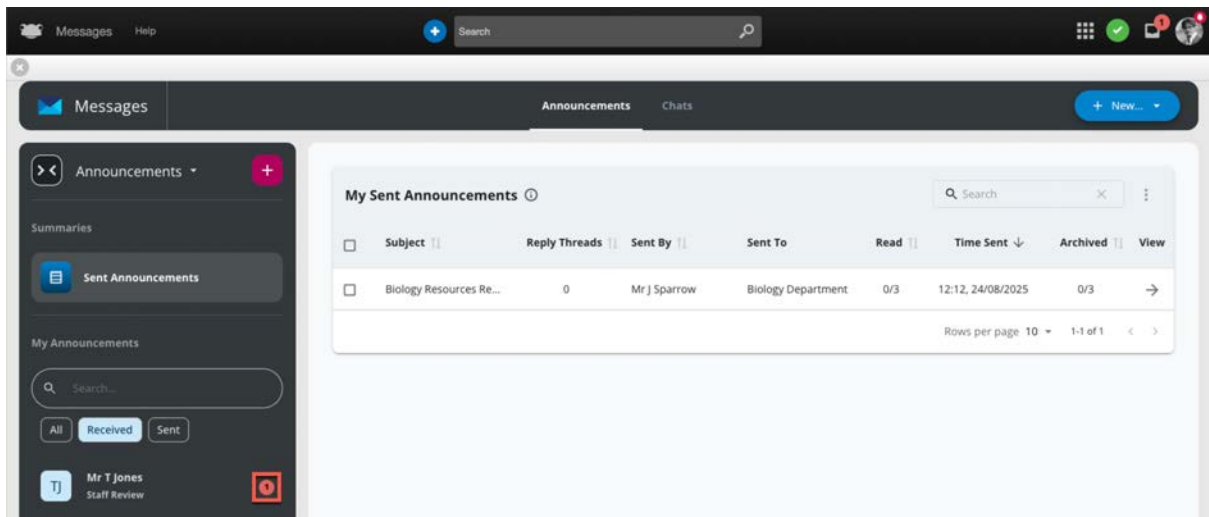 Messages Help Search 1
Messages Announcements Chats + New...
Announcements +
Summaries
Sent Announcements
My Announcements
Search...
All Received Sent
TJ Mr T Jones 1
Staff Review
My Sent Announcements Search
Subject Reply Threads Sent By Sent To Read Time Sent Archived View
Biology Resources Re... 0 Mr J Sparrow Biology Department 0/3 12:12, 24/08/2025 0/3
Rows per page 10 1-1 of 1